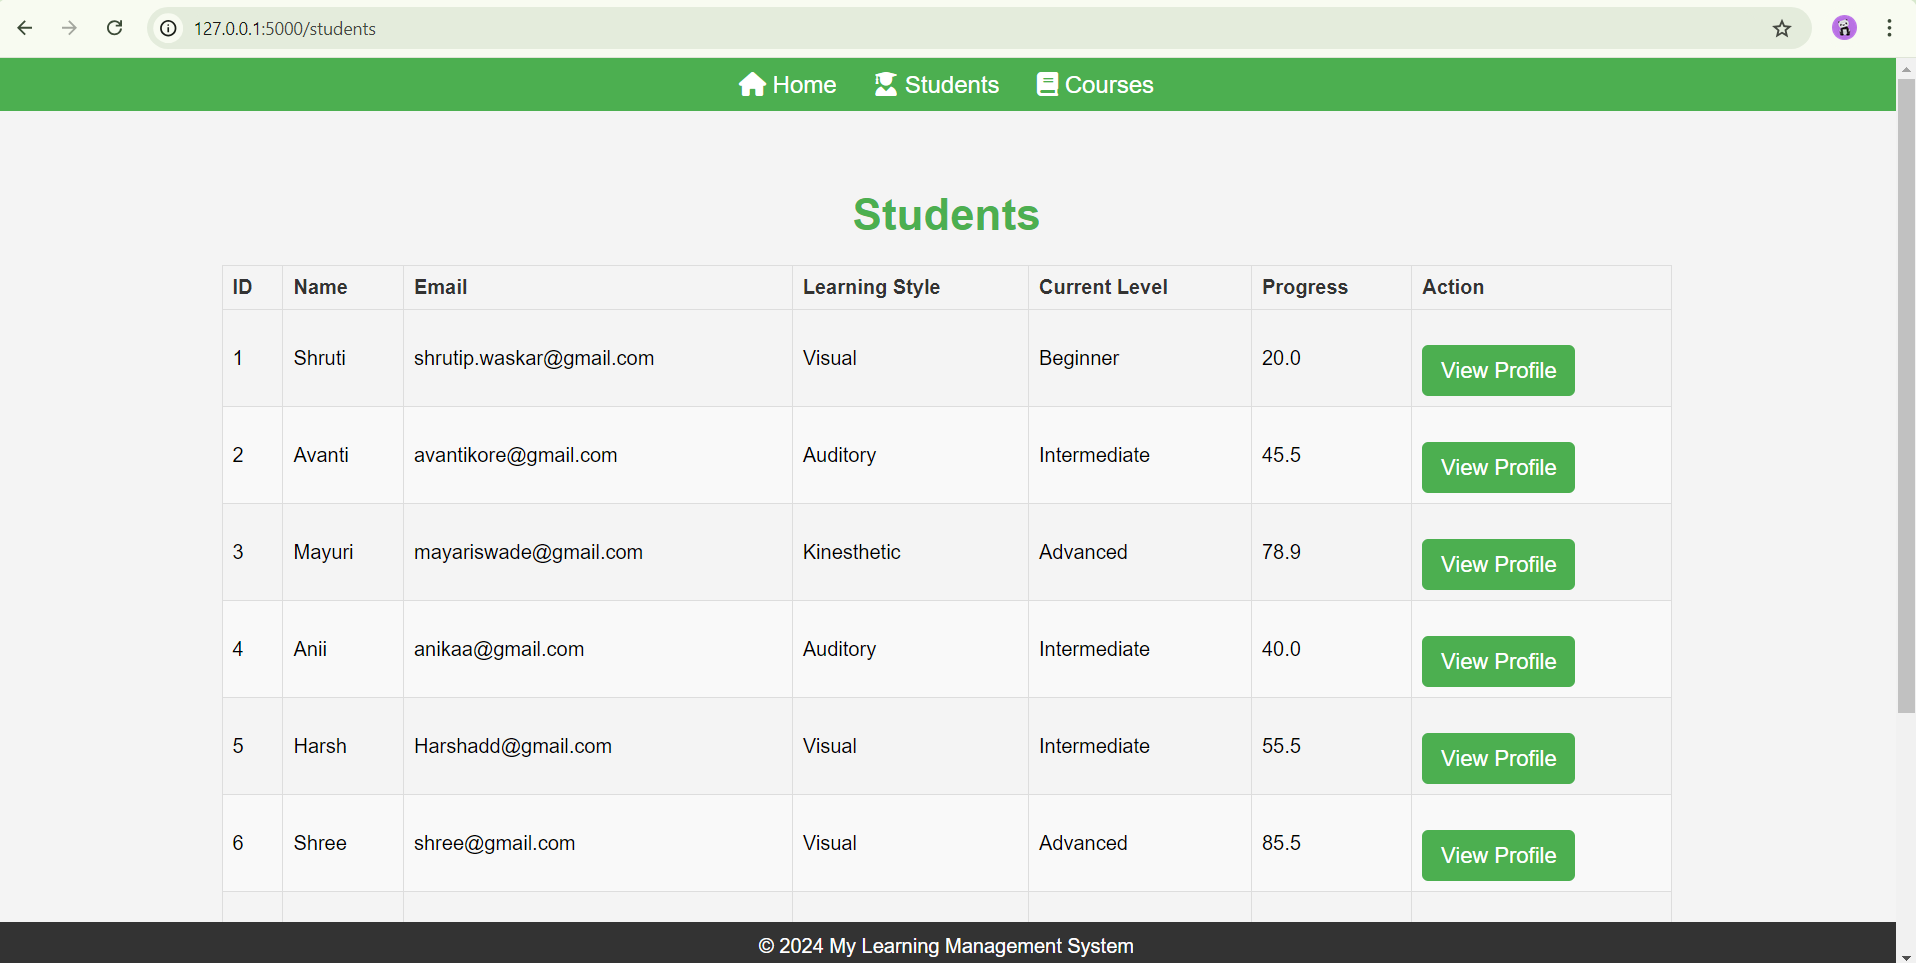 127.0.0.1:5000/students
Home Students Courses
Students
ID Name Email Learning Style Current Level Progress Action
1 Shruti shrutip.waskar@gmail.com Visual Beginner 20.0 View Profile
2 Avanti avantikore@gmail.com Auditory Intermediate 45.5 View Profile
3 Mayuri mayariswade@gmail.com Kinesthetic Advanced 78.9 View Profile
4 Anii anikaa@gmail.com Auditory Intermediate 40.0 View Profile
5 Harsh Harshadd@gmail.com Visual Intermediate 55.5 View Profile
6 Shree shree@gmail.com Visual Advanced 85.5 View Profile
© 2024 My Learning Management System